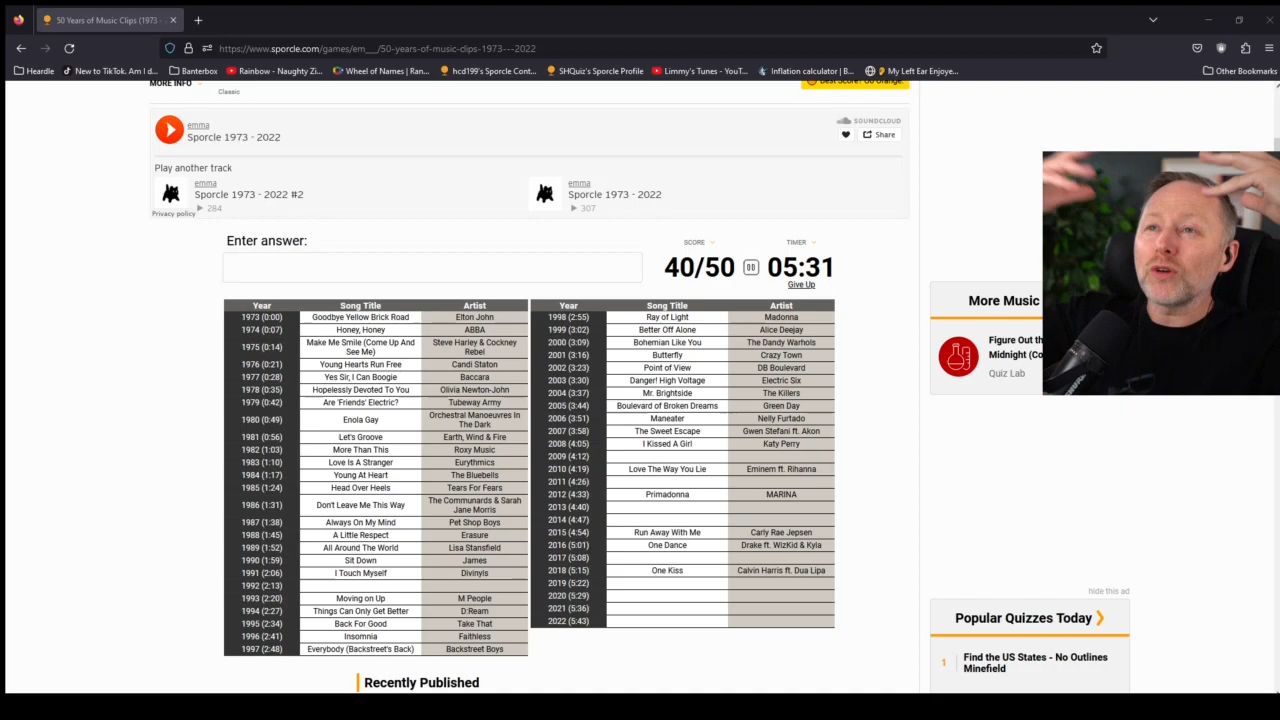 50 Years of Music Clips (1973 -
https://www.sporcle.com/games/em__/50-years-of-music-clips-1973---2022
Heardle
New to TikTok, Am I d...
Banterbox
Rainbow - Naughty Zi...
Wheel of Names | Ran...
hcd199's Sporcle Cont...
SHQuiz's Sporcle Profile
Limmy's Tunes - YouT...
Inflation calculator | B...
My Left Ear Enjoye...
Other Bookmarks
MORE INFO
Classic
emma
Sporcle 1973 - 2022
SOUNDCLOUD
Share
Play another track
emma
Sporcle 1973 - 2022 #2
284
emma
Sporcle 1973 - 2022
307
Privacy policy
Enter answer:
SCORE
40/50
TIMER
05:31
Give Up
Year Song Title Artist
1973 (0:00) Goodbye Yellow Brick Road Elton John
1974 (0:07) Honey, Honey ABBA
1975 (0:14) Make Me Smile (Come Up And See Me) Steve Harley & Cockney Rebel
1976 (0:21) Young Hearts Run Free Candi Staton
1977 (0:28) Yes Sir, I Can Boogie Baccara
1978 (0:35) Hopelessly Devoted To You Olivia Newton-John
1979 (0:42) Are 'Friends' Electric? Tubeway Army
1980 (0:49) Enola Gay Orchestral Manoeuvres In The Dark
1981 (0:56) Let's Groove Earth, Wind & Fire
1982 (1:03) More Than This Roxy Music
1983 (1:10) Love Is A Stranger Eurythmics
1984 (1:17) Young At Heart The Bluebells
1985 (1:24) Head Over Heels Tears For Fears
1986 (1:31) Don't Leave Me This Way The Communards & Sarah Jane Morris
1987 (1:38) Always On My Mind Pet Shop Boys
1988 (1:45) A Little Respect Erasure
1989 (1:52) All Around The World Lisa Stansfield
1990 (1:59) Sit Down James
1991 (2:06) I Touch Myself Divinyls
1992 (2:13)
1993 (2:20) Moving on Up M People
1994 (2:27) Things Can Only Get Better D:Ream
1995 (2:34) Back For Good Take That
1996 (2:41) Insomnia Faithless
1997 (2:48) Everybody (Backstreet's Back) Backstreet Boys
Year Song Title Artist
1998 (2:55) Ray of Light Madonna
1999 (3:02) Better Off Alone Alice Deejay
2000 (3:09) Bohemian Like You The Dandy Warhols
2001 (3:16) Butterfly Crazy Town
2002 (3:23) Point of View DB Boulevard
2003 (3:30) Danger! High Voltage Electric Six
2004 (3:37) Mr. Brightside The Killers
2005 (3:44) Boulevard of Broken Dreams Green Day
2006 (3:51) Maneater Nelly Furtado
2007 (3:58) The Sweet Escape Gwen Stefani ft. Akon
2008 (4:05) I Kissed A Girl Katy Perry
2009 (4:12)
2010 (4:19) Love The Way You Lie Eminem ft. Rihanna
2011 (4:26)
2012 (4:33) Primadonna MARINA
2013 (4:40)
2014 (4:47)
2015 (4:54) Run Away With Me Carly Rae Jepsen
2016 (5:01) One Dance Drake ft. WizKid & Kyla
2017 (5:08)
2018 (5:15) One Kiss Calvin Harris ft. Dua Lipa
2019 (5:22)
2020 (5:29)
2021 (5:36)
2022 (5:43)
Recently Published
More Music
Figure Out th
Midnight (Co
Quiz Lab
hide this ad
Popular Quizzes Today
1
Find the US States - No Outlines
Minefield